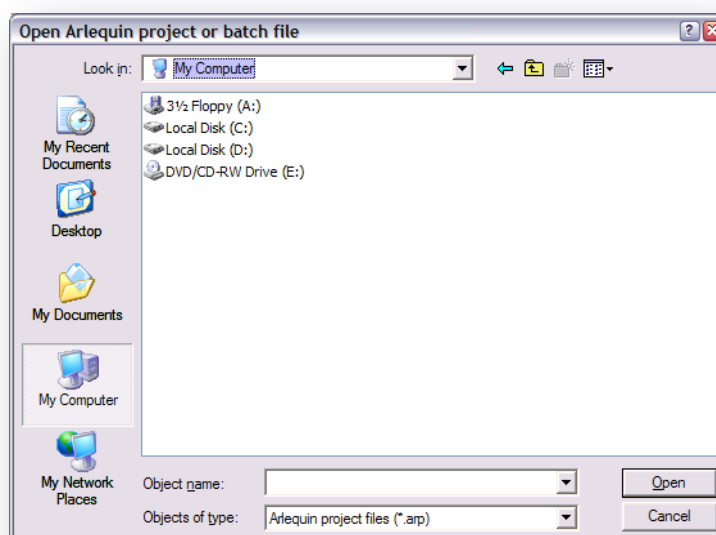 Open Arlequin project or batch file
Look in:
My Computer
3½ Floppy (A:)
Local Disk (C:)
Local Disk (D:)
DVD/CD-RW Drive (E:)
My Recent
Documents
Desktop
My Documents
My Computer
My Network
Places
Object name:
Open
Objects of type:
Arlequin project files (*.arp)
Cancel